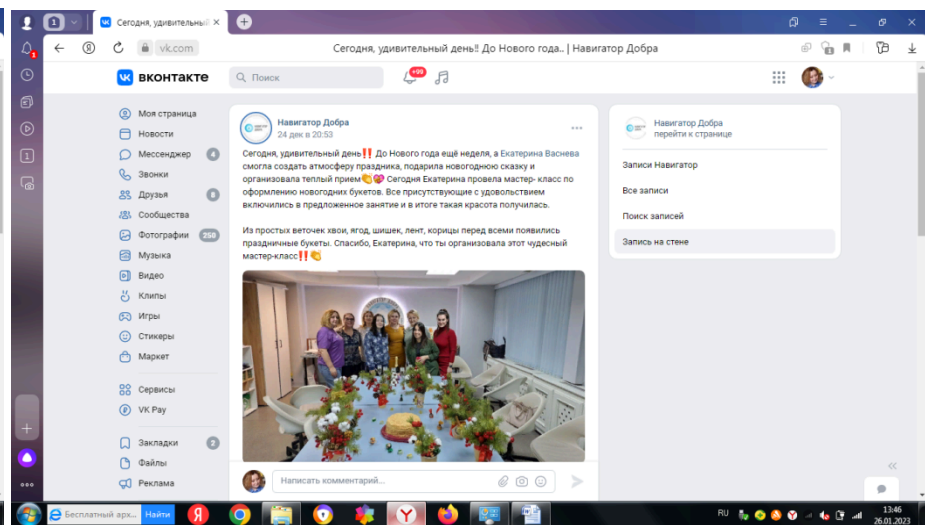 1
Сегодня, удивительный
vk.com
Сегодня, удивительный день!! До Нового года.. | Навигатор Добра
1
вконтакте
Поиск
+99
Моя страница
Новости
Мессенджер 4
Звонки
Друзья 8
Сообщества
Фотографии 250
Музыка
Видео
Клипы
Игры
Стикеры
Маркет
Сервисы
VK Pay
Закладки 2
Файлы
Реклама
Навигатор Добра
24 дек в 20:53
Сегодня, удивительный день‼️ До Нового года ещё неделя, а Екатерина Васнева
смогла создать атмосферу праздника, подарила новогоднюю сказку и
организовала теплый прием👏💝 Сегодня Екатерина провела мастер- класс по
оформлению новогодних букетов. Все присутствующие с удовольствием
включились в предложенное занятие и в итоге такая красота получилась.
Из простых веточек хвои, ягод, шишек, лент, корицы перед всеми появились
праздничные букеты. Спасибо, Екатерина, что ты организовала этот чудесный
мастер-класс‼️👏
Написать комментарий...
Навигатор Добра
перейти к странице
Записи Навигатор
Все записи
Поиск записей
Запись на стене
Бесплатный арх... Найти
RU
13:46
26.01.2023